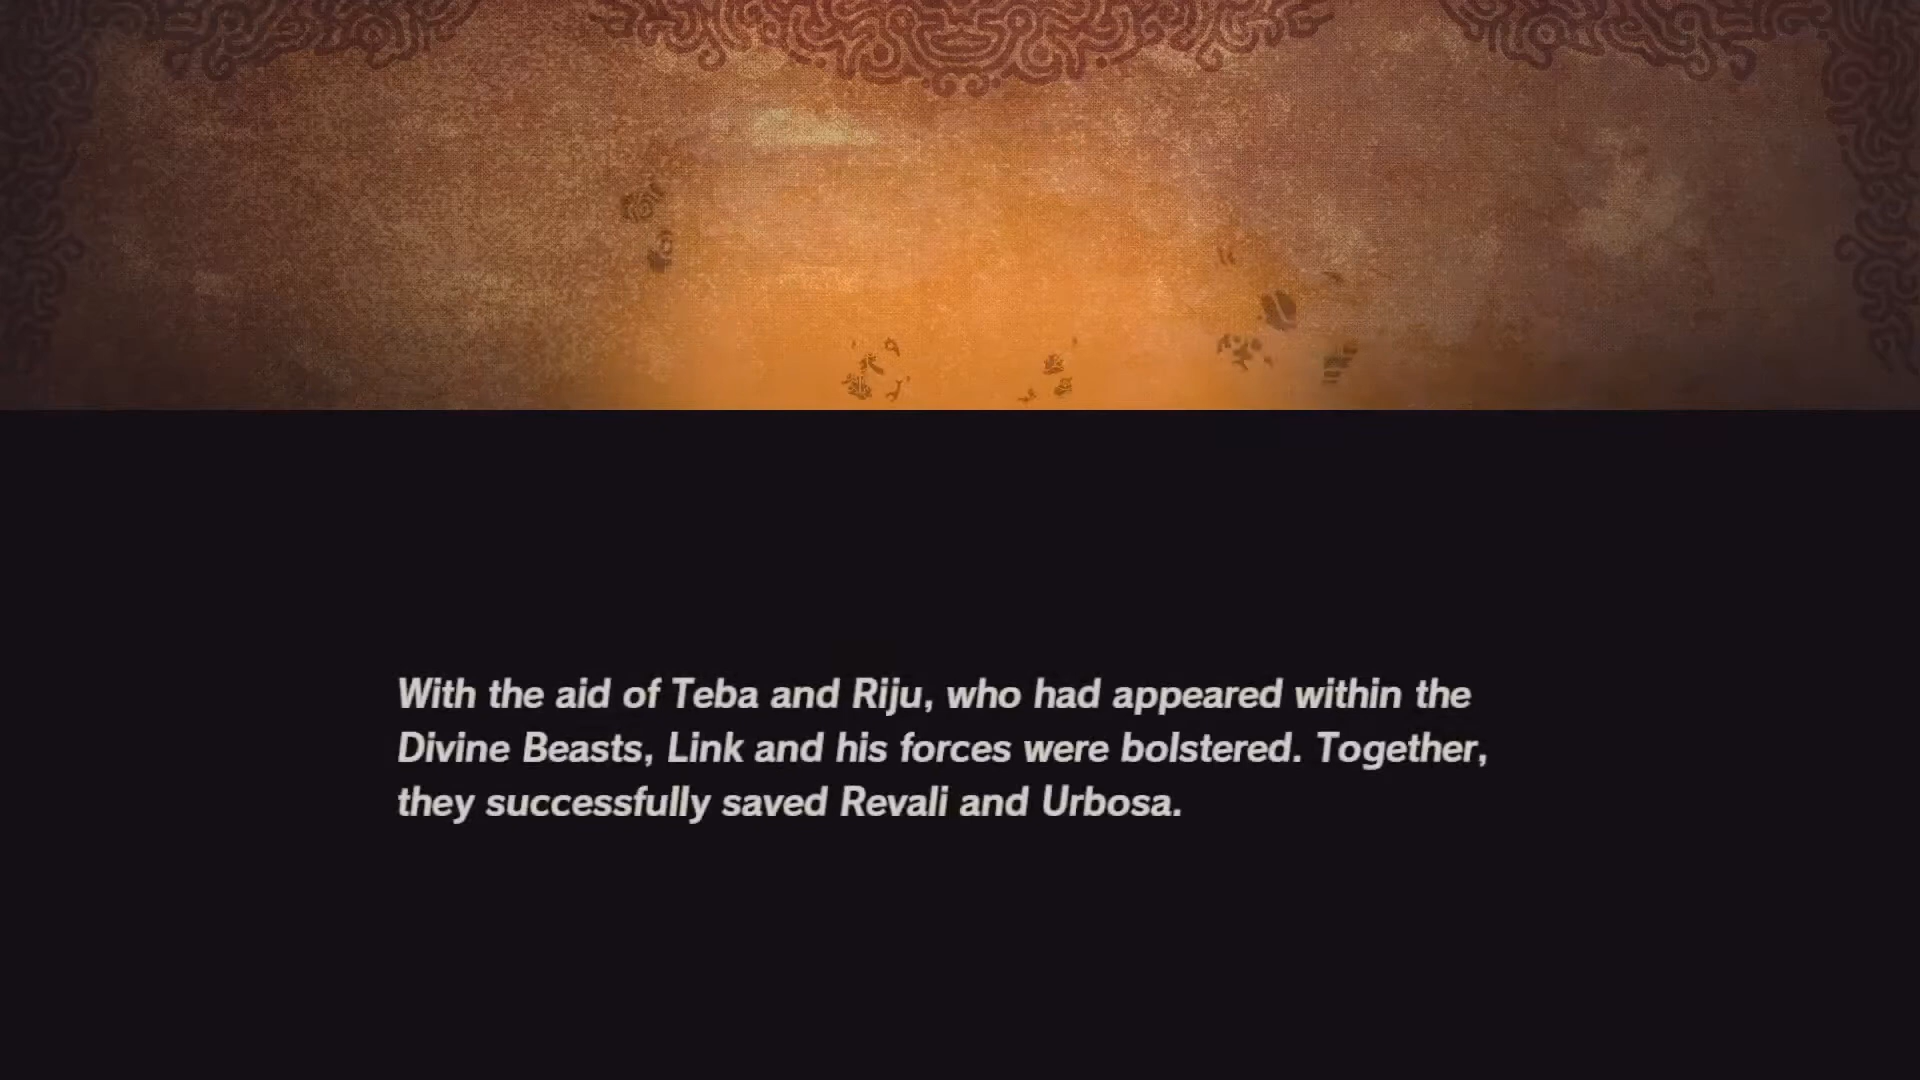 With the aid of Teba and Riju, who had appeared within the
Divine Beasts, Link and his forces were bolstered. Together,
they successfully saved Revali and Urbosa.